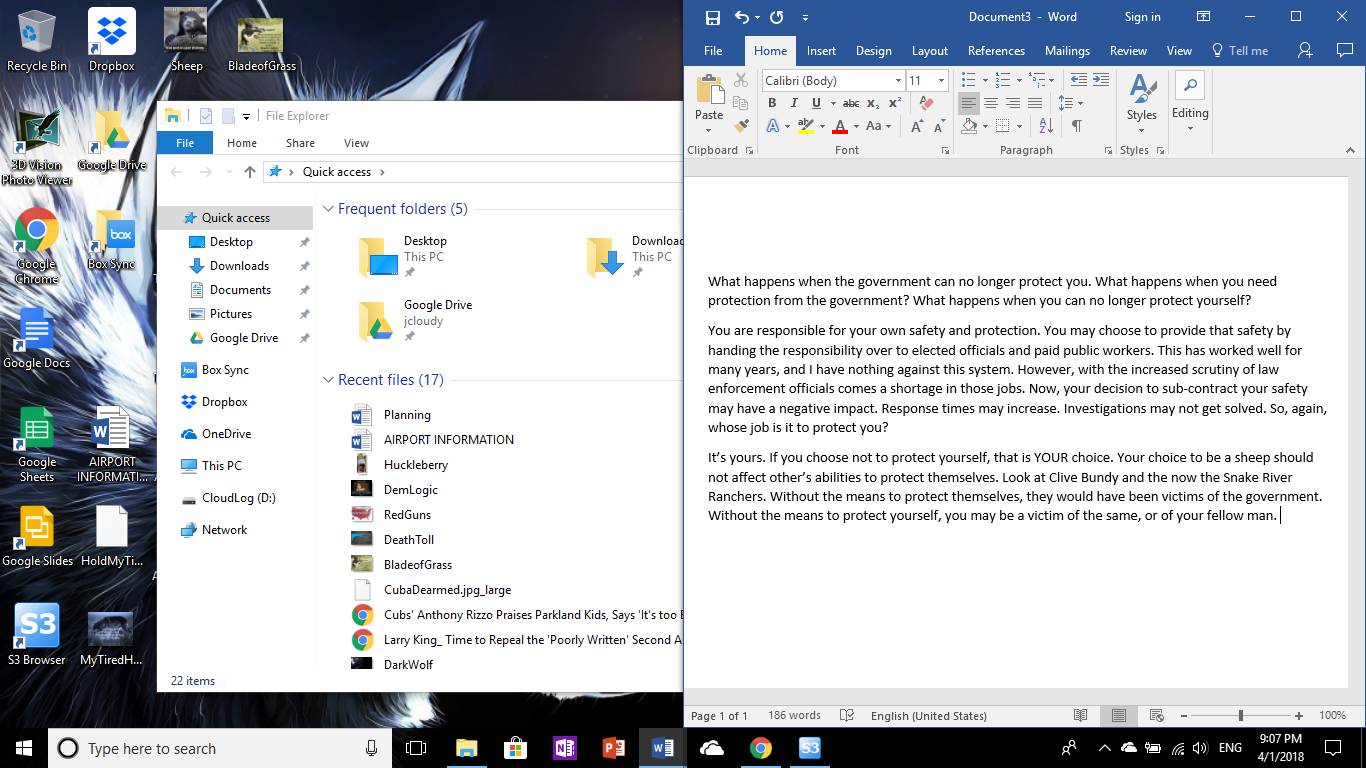 Recycle Bin
Dropbox
Sheep
BladeofGrass
3D Vision
Photo Viewer
Google Drive
Google
Chrome
Box Sync
Google Docs
Google
Sheets
AIRPORT
INFORMATI...
Google Slides
HoldMyTi...
S3
S3 Browser
MyTiredH...
File Explorer
File
Home
Share
View
Quick access
Quick access
Desktop
Downloads
Documents
Pictures
Google Drive
box
Box Sync
Dropbox
OneDrive
This PC
CloudLog (D:)
Network
Frequent folders (5)
Desktop
This PC
Downloac
This PC
Google Drive
jcloudy
Recent files (17)
Planning
AIRPORT INFORMATION
Huckleberry
DemLogic
RedGuns
DeathToll
BladeofGrass
CubaDearmed.jpg_large
Cubs' Anthony Rizzo Praises Parkland Kids, Says 'It's too
Larry King_ Time to Repeal the 'Poorly Written' Second A
DarkWolf
22 items
Document3 - Word
Sign in
File
Home
Insert
Design
Layout
References
Mailings
Review
View
Tell me
Paste
Clipboard
Calibri (Body)
11
B I U abc x₂ x²
A ab A Aa A A
Font
Paragraph
Styles
Styles
Editing
What happens when the government can no longer protect you. What happens when you need
protection from the government? What happens when you can no longer protect yourself?
You are responsible for your own safety and protection. You may choose to provide that safety by
handing the responsibility over to elected officials and paid public workers. This has worked well for
many years, and I have nothing against this system. However, with the increased scrutiny of law
enforcement officials comes a shortage in those jobs. Now, your decision to sub-contract your safety
may have a negative impact. Response times may increase. Investigations may not get solved. So, again,
whose job is it to protect you?
It's yours. If you choose not to protect yourself, that is YOUR choice. Your choice to be a sheep should
not affect other's abilities to protect themselves. Look at Clive Bundy and the now the Snake River
Ranchers. Without the means to protect themselves, they would have been victims of the government.
Without the means to protect yourself, you may be a victim of the same, or of your fellow man.
Page 1 of 1
186 words
English (United States)
100%
Type here to search
S3
ENG
9:07 PM
4/1/2018